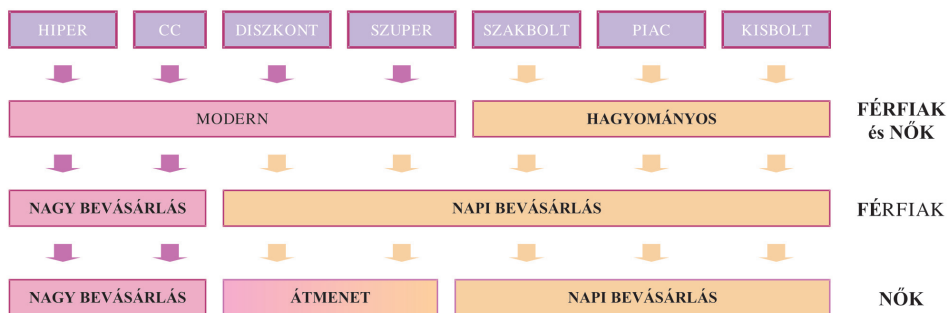 HIPER CC DISZKONT SZUPER SZAKBOLT PIAC KISBOLT
MODERN HAGYOMÁNYOS FÉRFIAK
és NŐK
NAGY BEVÁSÁRLÁS NAPI BEVÁSÁRLÁS FÉRFIAK
NAGY BEVÁSÁRLÁS ÁTMENET NAPI BEVÁSÁRLÁS NŐK